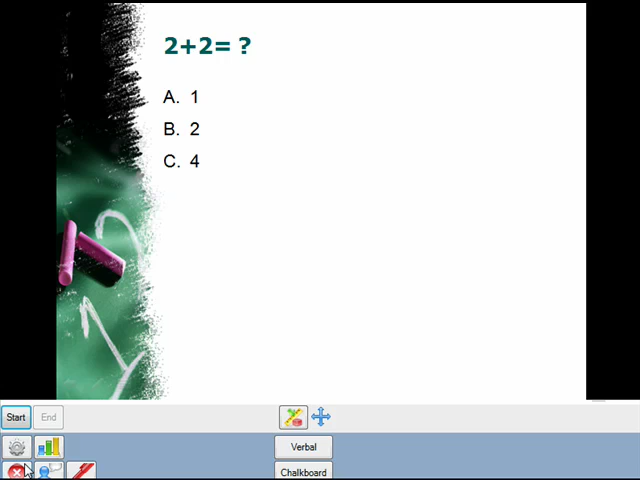 2+2= ?
A. 1
B. 2
C. 4
Start End
Verbal
Chalkboard